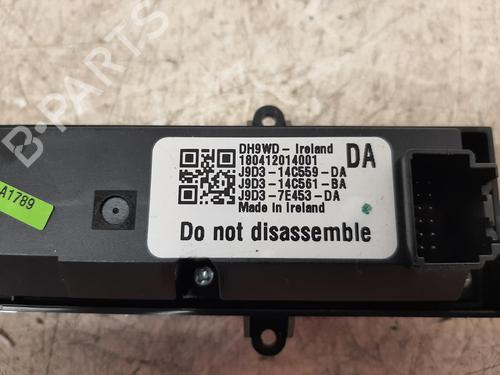 B-Parts
DH9WD - Ireland
180412014001
DA
J9D3-14C559-DA
J9D3-14C561-BA
J9D3-7E453-DA
Made in Ireland
Do not disassemble
A1789